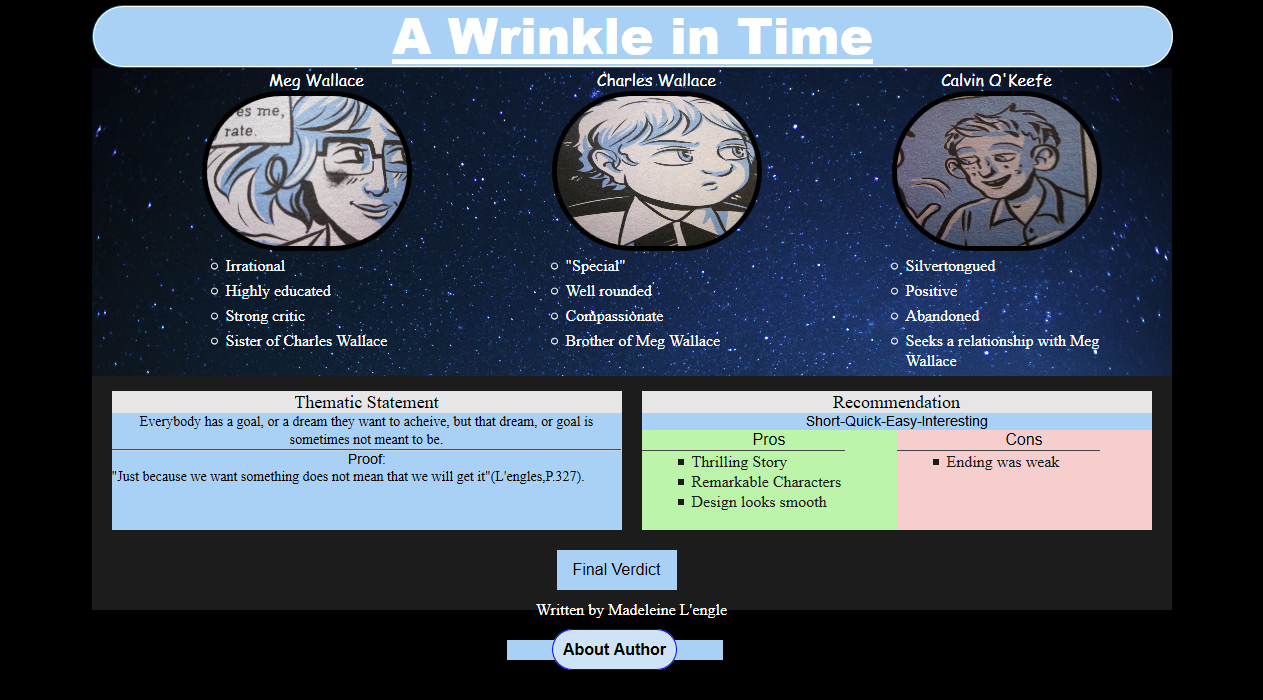 A Wrinkle in Time
Meg Wallace
Charles Wallace
Calvin O'Keefe
es me,
rate.
Irrational
Highly educated
Strong critic
Sister of Charles Wallace
"Special"
Well rounded
Compassionate
Brother of Meg Wallace
Silvertongued
Positive
Abandoned
Seeks a relationship with Meg
Wallace
Thematic Statement
Everybody has a goal, or a dream they want to acheive, but that dream, or goal is
sometimes not meant to be.
Proof:
"Just because we want something does not mean that we will get it"(L'engles,P.327).
Recommendation
Short-Quick-Easy-Interesting
Pros
Thrilling Story
Remarkable Characters
Design looks smooth
Cons
Ending was weak
Final Verdict
Written by Madeleine L'engle
About Author